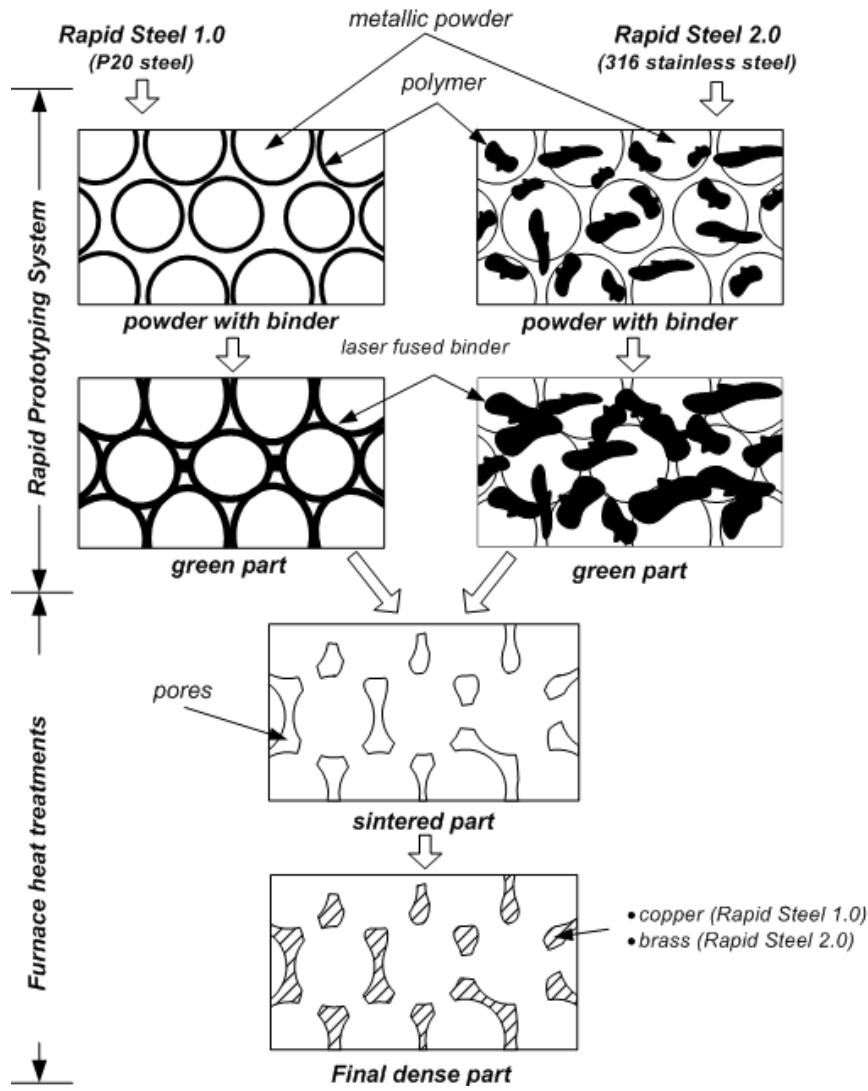 metallic powder
Rapid Steel 1.0
(P20 steel)
Rapid Steel 2.0
(316 stainless steel)
polymer
Rapid Prototyping System
powder with binder
powder with binder
laser fused binder
green part
green part
Furnace heat treatments
pores
sintered part
• copper (Rapid Steel 1.0)
• brass (Rapid Steel 2.0)
Final dense part